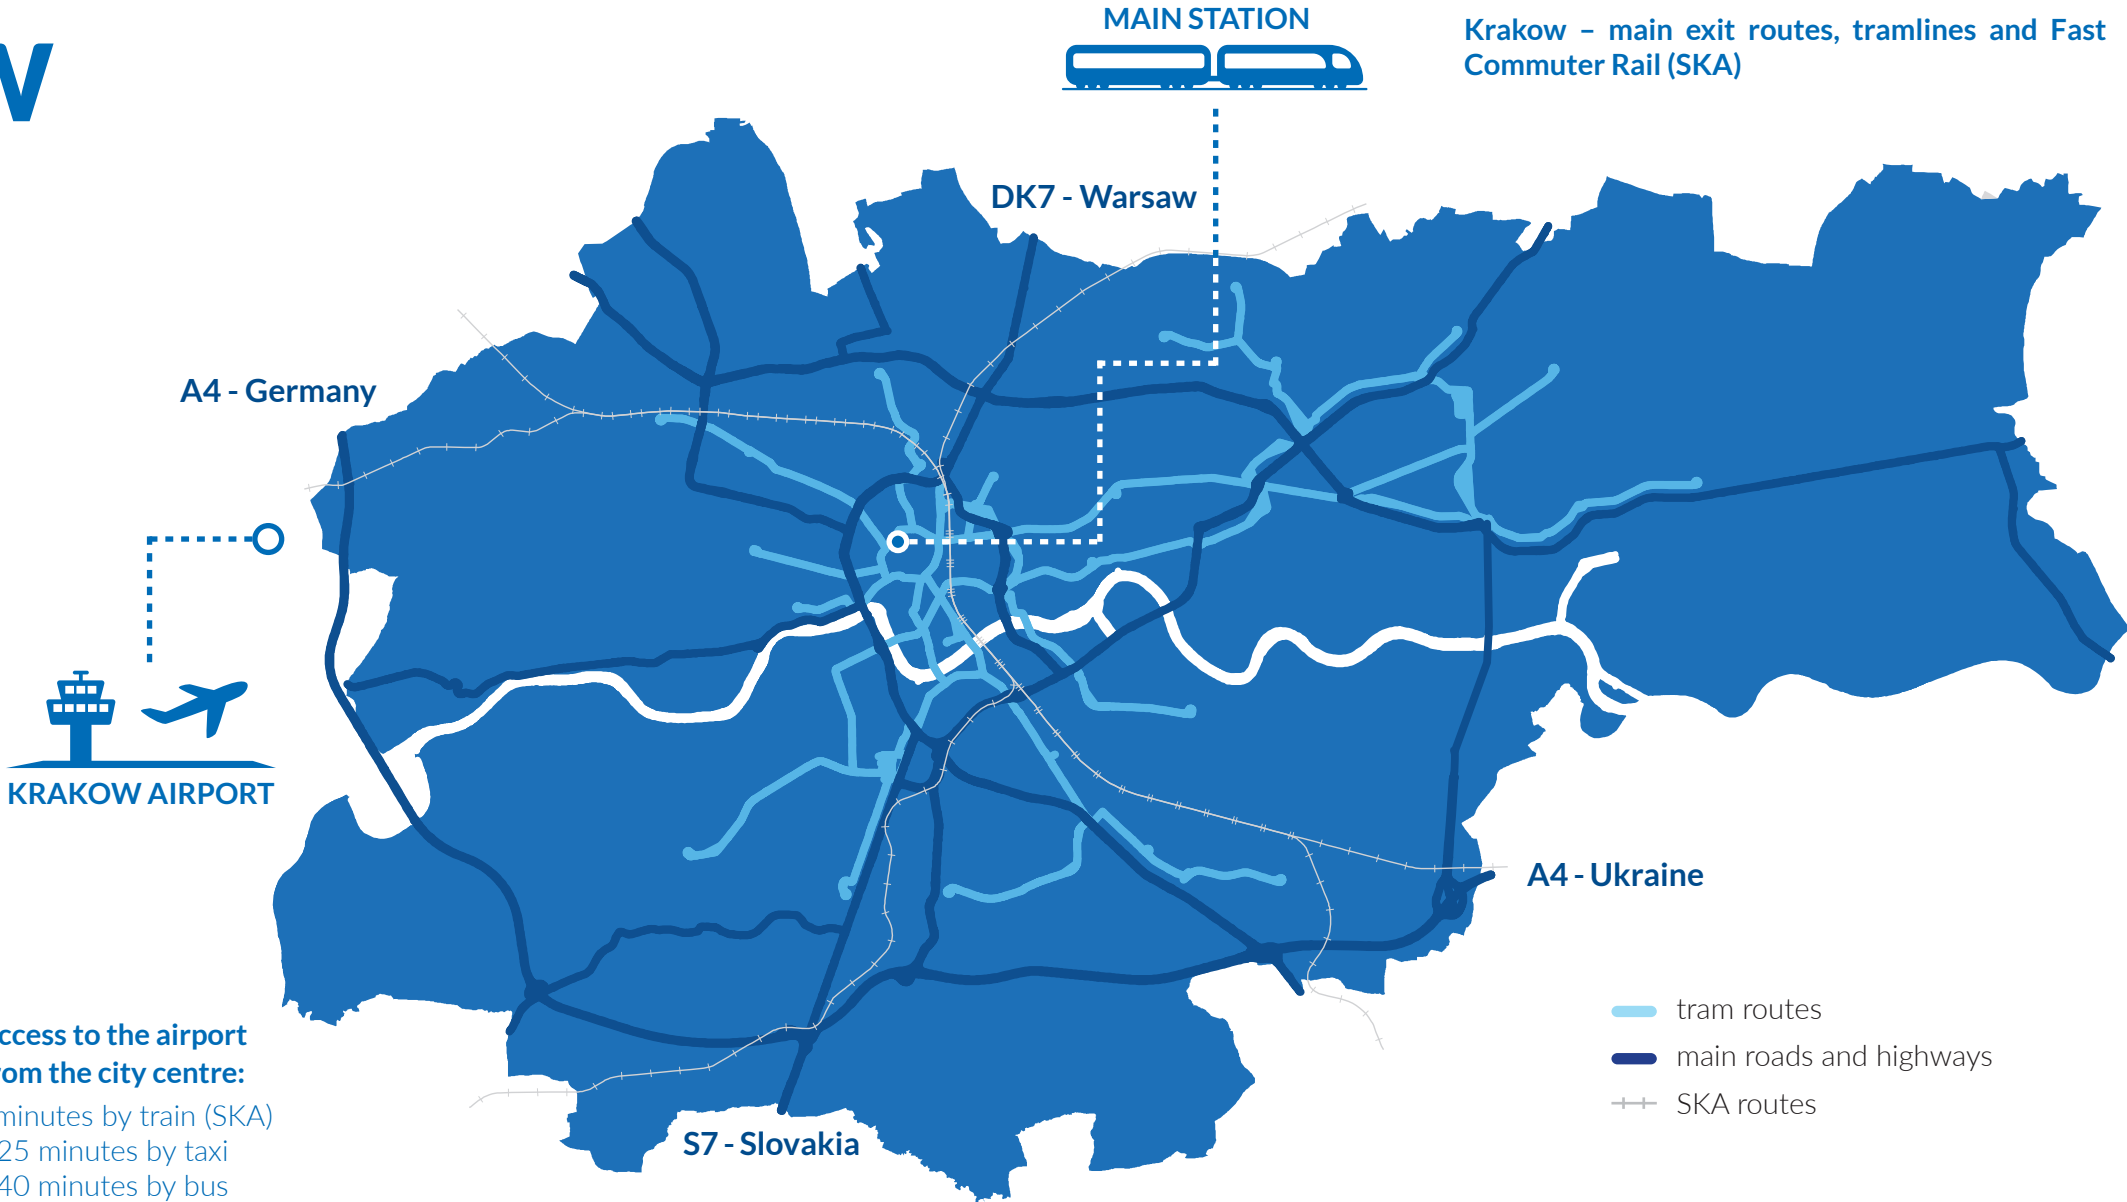 W
MAIN STATION
Krakow – main exit routes, tramlines and Fast
Commuter Rail (SKA)
DK7 - Warsaw
A4 - Germany
KRAKOW AIRPORT
A4 - Ukraine
S7 - Slovakia
ccess to the airport
rom the city centre:
minutes by train (SKA)
25 minutes by taxi
40 minutes by bus
tram routes
main roads and highways
SKA routes